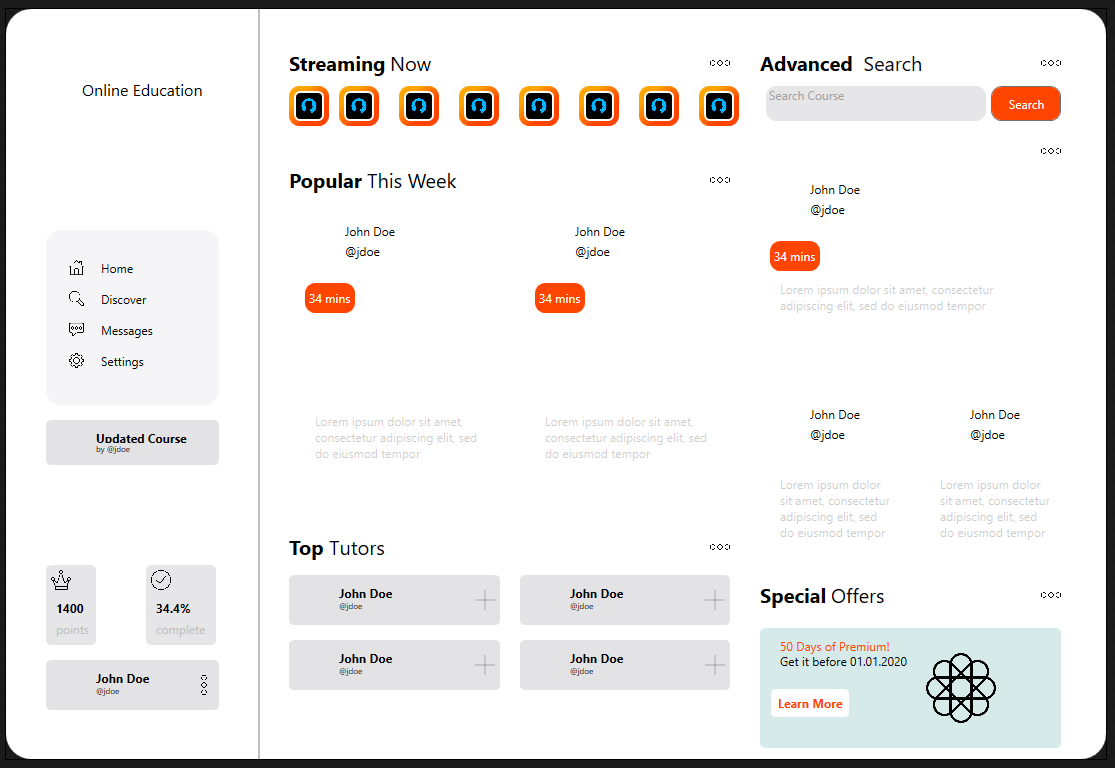 Online Education
Home
Discover
Messages
Settings
Updated Course
by @jdoe
1400
points
34.4%
complete
John Doe
@jdoe
Streaming Now
Popular This Week
John Doe
@jdoe
34 mins
Lorem ipsum dolor sit amet,
consectetur adipiscing elit, sed
do eiusmod tempor
John Doe
@jdoe
34 mins
Lorem ipsum dolor sit amet,
consectetur adipiscing elit, sed
do eiusmod tempor
Top Tutors
John Doe
@jdoe
John Doe
@jdoe
John Doe
@jdoe
John Doe
@jdoe
Advanced Search
Search Course
Search
John Doe
@jdoe
34 mins
Lorem ipsum dolor sit amet, consectetur
adipiscing elit, sed do eiusmod tempor
John Doe
@jdoe
Lorem ipsum dolor
sit amet, consectetur
adipiscing elit, sed
do eiusmod tempor
John Doe
@jdoe
Lorem ipsum dolor
sit amet, consectetur
adipiscing elit, sed
do eiusmod tempor
Special Offers
50 Days of Premium!
Get it before 01.01.2020
Learn More